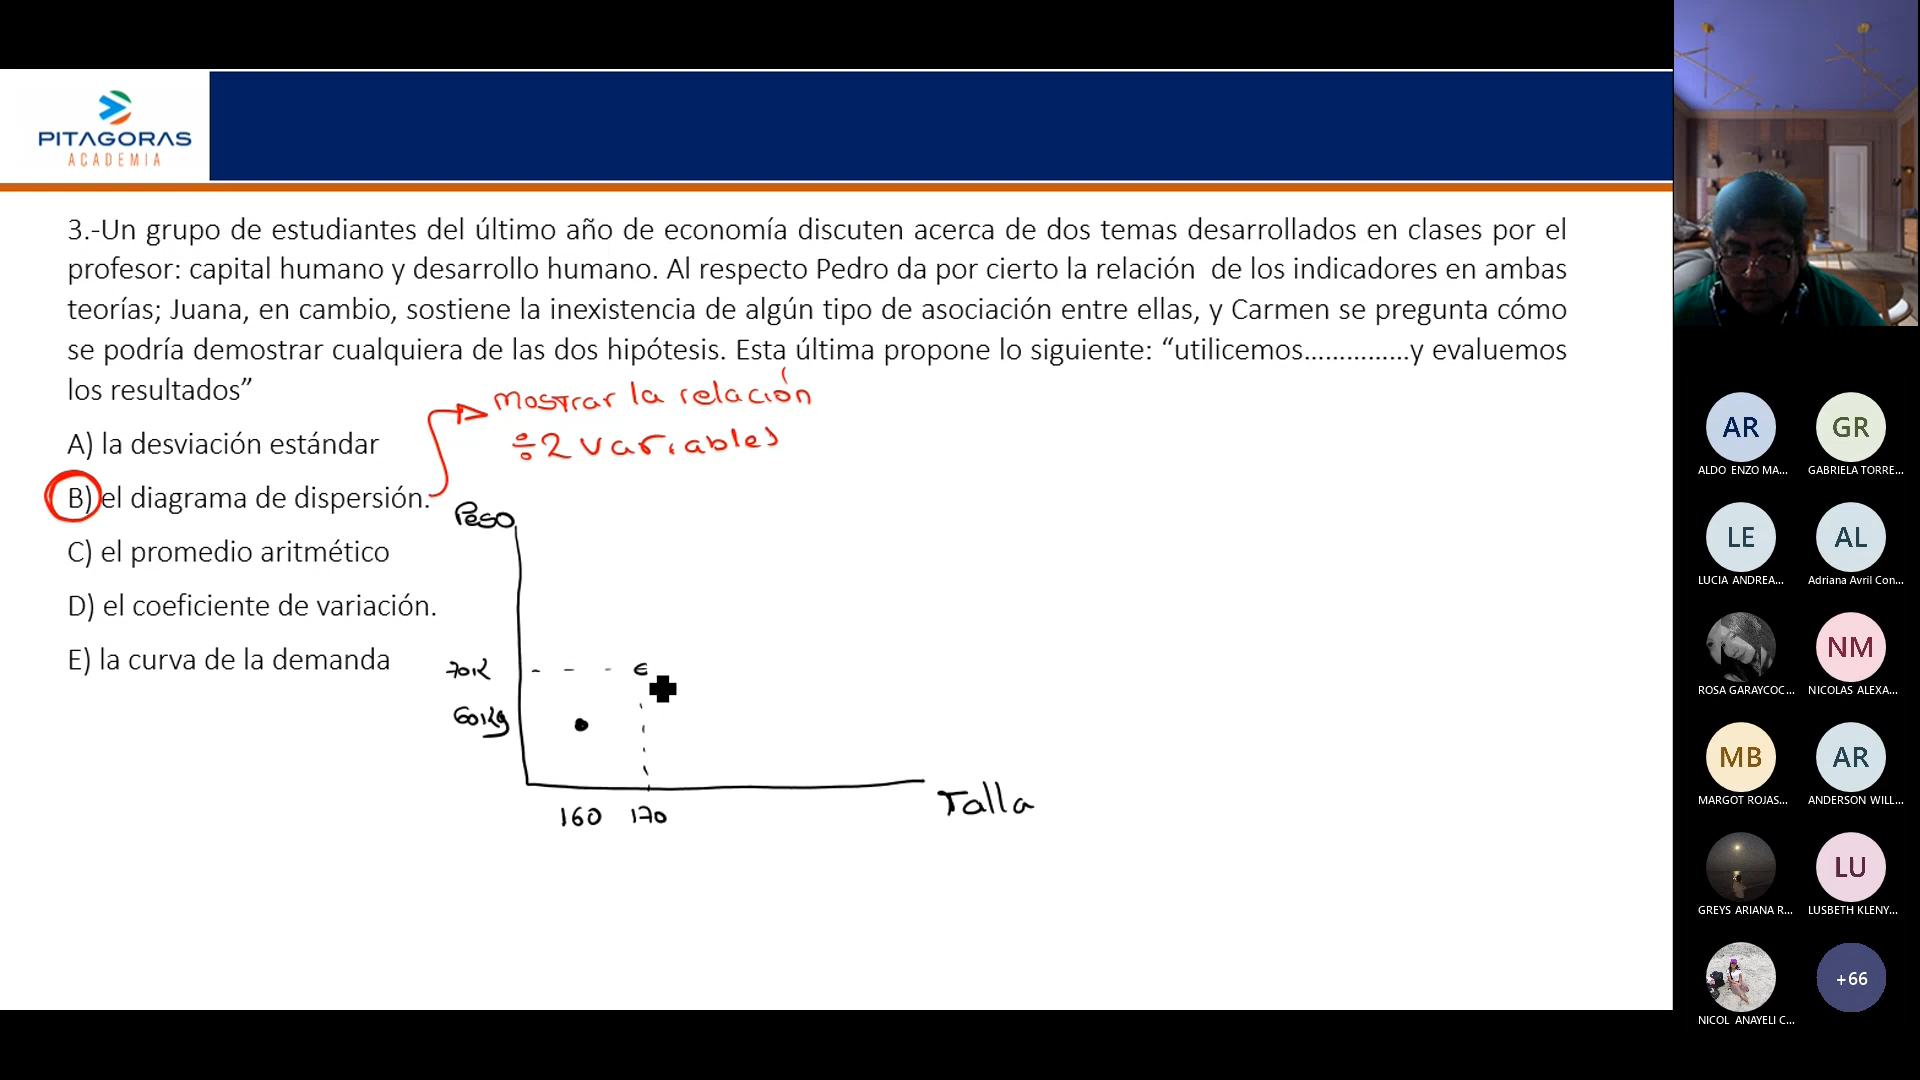 PITAGORAS
ACADEMIA
3.-Un grupo de estudiantes del último año de economía discuten acerca de dos temas desarrollados en clases por el
profesor: capital humano y desarrollo humano. Al respecto Pedro da por cierto la relación de los indicadores en ambas
teorías; Juana, en cambio, sostiene la inexistencia de algún tipo de asociación entre ellas, y Carmen se pregunta cómo
se podría demostrar cualquiera de las dos hipótesis. Esta última propone lo siguiente: “utilicemos……………y evaluemos
los resultados”
mostrar la relación
÷2 variables
A) la desviación estándar
B) el diagrama de dispersión.
C) el promedio aritmético
D) el coeficiente de variación.
E) la curva de la demanda
Peso
70K
60Kg
160 170
Talla
AR
GR
ALDO ENZO MA...
GABRIELA TORRE...
LE
AL
LUCIA ANDREA...
Adriana Avril Con...
NM
ROSA GARAYCOC...
NICOLAS ALEXA...
MB
AR
MARGOT ROJAS...
ANDERSON WILL...
LU
GREYS ARIANA R...
LUSBETH KLENY...
+66
NICOL ANAYELI C...